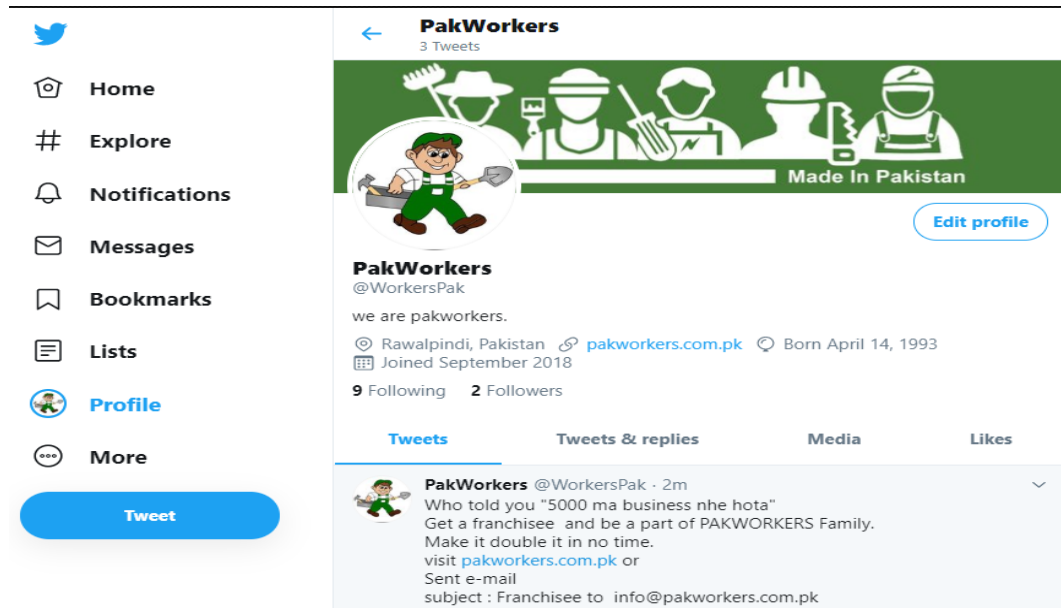 Home
Explore
Notifications
Messages
Bookmarks
Lists
Profile
More
Tweet
PakWorkers
3 Tweets
Made In Pakistan
Edit profile
PakWorkers
@WorkersPak
we are pakworkers.
Rawalpindi, Pakistan pakworkers.com.pk Born April 14, 1993
Joined September 2018
9 Following 2 Followers
Tweets Tweets & replies Media Likes
PakWorkers @WorkersPak · 2m
Who told you "5000 ma business nhe hota"
Get a franchisee and be a part of PAKWORKERS Family.
Make it double it in no time.
visit pakworkers.com.pk or
Sent e-mail
subject : Franchisee to info@pakworkers.com.pk